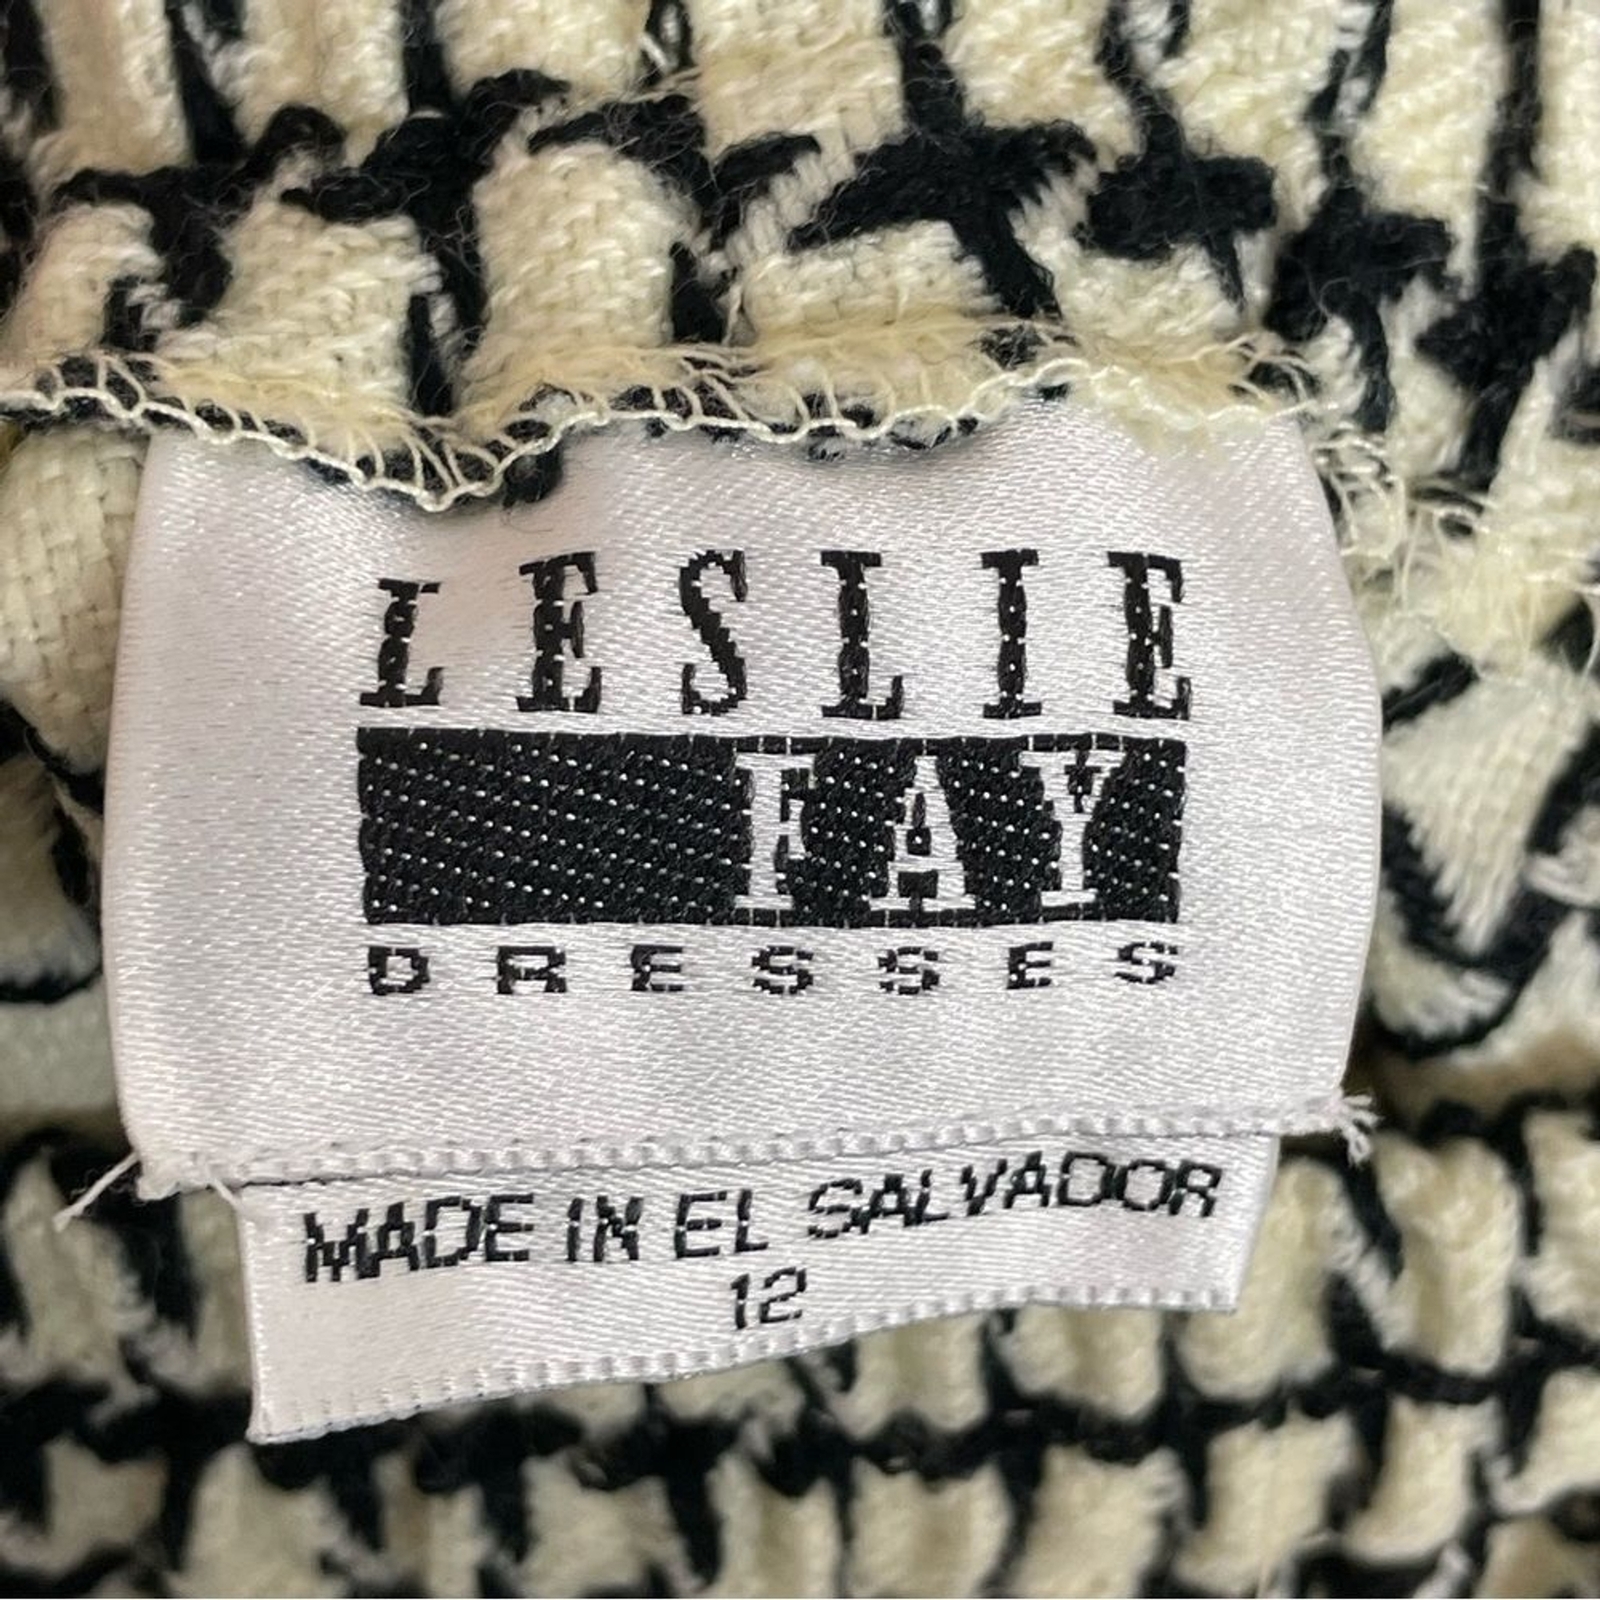 LESLIE
FAY
DRESSES
MADE IN EL SALVADOR
12